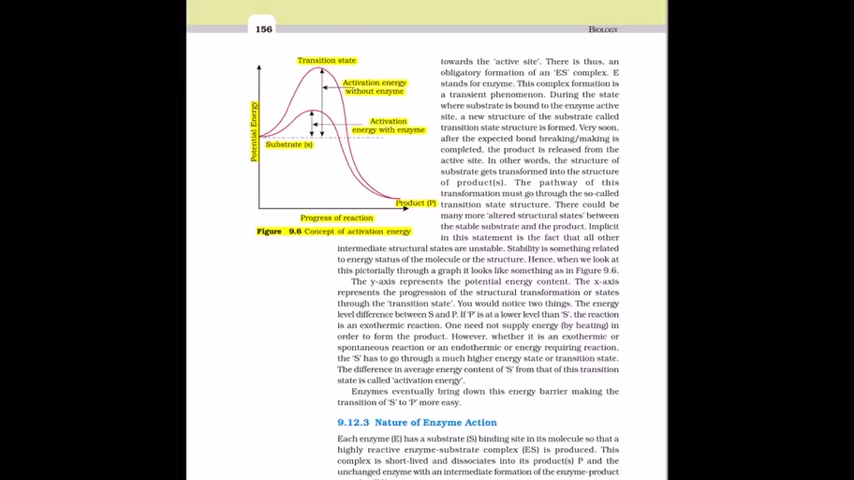 156
BIOLOGY
Transition state
Activation energy
without enzyme
Activation
energy with enzyme
Potential Energy
Substrate (s)
Product (P)
Progress of reaction
Figure 9.6 Concept of activation energy
towards the ‘active site’. There is thus, an
obligatory formation of an ‘ES’ complex. E
stands for enzyme. This complex formation is
a transient phenomenon. During the state
where substrate is bound to the enzyme active
site, a new structure of the substrate called
transition state structure is formed. Very soon,
after the expected bond breaking/making is
completed, the product is released from the
active site. In other words, the structure of
substrate gets transformed into the structure
of product(s). The pathway of this
transformation must go through the so-called
transition state structure. There could be
many more ‘altered structural states’ between
the stable substrate and the product. Implicit
in this statement is the fact that all other
intermediate structural states are unstable. Stability is something related
to energy status of the molecule or the structure. Hence, when we look at
this pictorially through a graph it looks like something as in Figure 9.6.
The y-axis represents the potential energy content. The x-axis
represents the progression of the structural transformation or states
through the ‘transition state’. You would notice two things. The energy
level difference between S and P. If ‘P’ is at a lower level than ‘S’, the reaction
is an exothermic reaction. One need not supply energy (by heating) in
order to form the product. However, whether it is an exothermic or
spontaneous reaction or an endothermic or energy requiring reaction,
the ‘S’ has to go through a much higher energy state or transition state.
The difference in average energy content of ‘S’ from that of this transition
state is called ‘activation energy’.
Enzymes eventually bring down this energy barrier making the
transition of ‘S’ to ‘P’ more easy.
9.12.3 Nature of Enzyme Action
Each enzyme (E) has a substrate (S) binding site in its molecule so that a
highly reactive enzyme-substrate complex (ES) is produced. This
complex is short-lived and dissociates into its product(s) P and the
unchanged enzyme with an intermediate formation of the enzyme-product